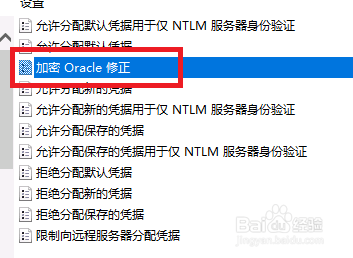 设置
允许分配默认凭据用于仅 NTLM 服务器身份验证
允许分配默认凭据
加密 Oracle 修正
允许分配新的凭据
允许分配新的凭据用于仅 NTLM 服务器身份验证
允许分配保存的凭据
允许分配保存的凭据用于仅 NTLM 服务器身份验证
拒绝分配默认凭据
拒绝分配新的凭据
拒绝分配保存的凭据
限制向远程服务器分配凭据
Baidu 经验
jingyan.baidu.com